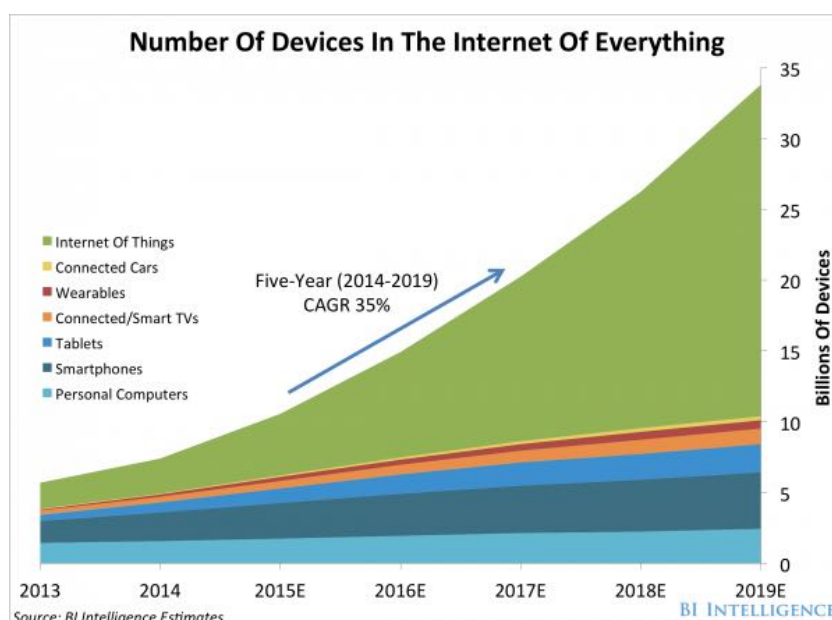 Number Of Devices In The Internet Of Everything
35
30
25
20
15
10
5
0
Billions Of Devices
Internet Of Things
Connected Cars
Wearables
Connected/Smart TVs
Tablets
Smartphones
Personal Computers
Five-Year (2014-2019)
CAGR 35%
2013 2014 2015E 2016E 2017E 2018E 2019E
Source: BI Intelligence Estimates
BI INTELLIGENCE